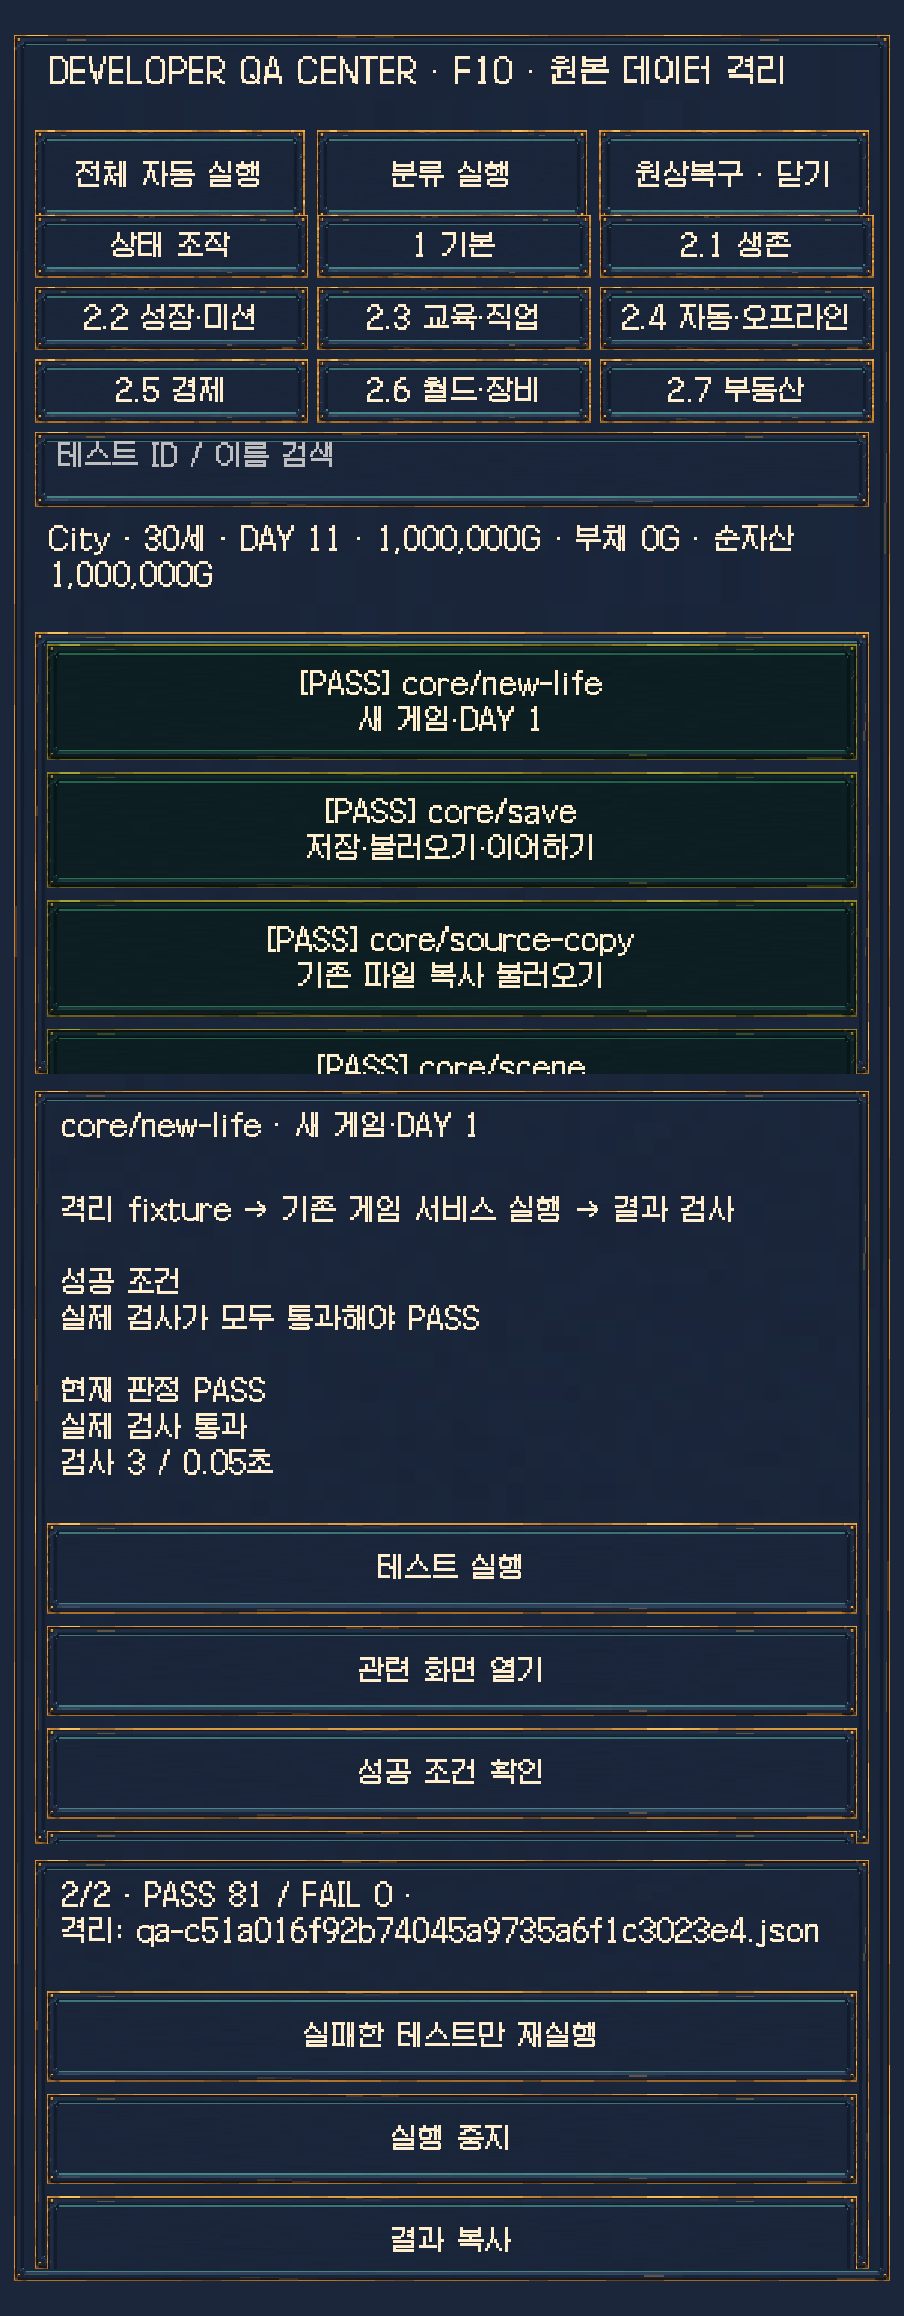 DEVELOPER QA CENTER · F10 · 원본 데이터 격리
전체 자동 실행
분류 실행
원상복구 · 닫기
상태 조작
1 기본
2.1 생존
2.2 성장·미션
2.3 교육·직업
2.4 자동·오프라인
2.5 경제
2.6 월드·장비
2.7 부동산
테스트 ID / 이름 검색
City · 30세 · DAY 11 · 1,000,000G · 부채 0G · 순자산
1,000,000G
[PASS] core/new-life
새 게임·DAY 1
[PASS] core/save
저장·불러오기·이어하기
[PASS] core/source-copy
기존 파일 복사 불러오기
[PASS] core/scene
core/new-life · 새 게임·DAY 1
격리 fixture → 기존 게임 서비스 실행 → 결과 검사
성공 조건
실제 검사가 모두 통과해야 PASS
현재 판정 PASS
실제 검사 통과
검사 3 / 0.05초
테스트 실행
관련 화면 열기
성공 조건 확인
2/2 · PASS 81 / FAIL 0 ·
격리: qa-c51a016f92b74045a9735a6f1c3023e4.json
실패한 테스트만 재실행
실행 중지
결과 복사